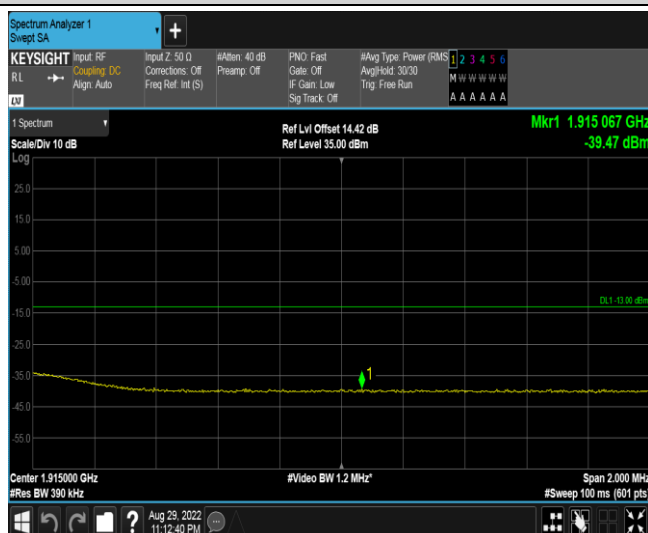 Spectrum Analyzer 1
Swept SA
+
KEYSIGHT
RL
Input: RF
Coupling: DC
Align: Auto
Input Z: 50 Ω
Corrections: Off
Freq Ref: Int (S)
#Atten: 40 dB
Preamp: Off
PNO: Fast
Gate: Off
IF Gain: Low
Sig Track: Off
#Avg Type: Power (RMS
Avg|Hold: 30/30
Trig: Free Run
1 2 3 4 5 6
M W W W W W
A A A A A A
LXI
1 Spectrum
Scale/Div 10 dB
Ref Lvl Offset 14.42 dB
Ref Level 35.00 dBm
Mkr1 1.915 067 GHz
-39.47 dBm
Log
25.0
15.0
5.00
-5.00
DL1 -13.00 dBm
-15.0
-25.0
-35.0
1
-45.0
-55.0
Center 1.915000 GHz
#Res BW 390 kHz
#Video BW 1.2 MHz*
Span 2.000 MHz
#Sweep 100 ms (601 pts)
?
Aug 29, 2022
11:12:40 PM